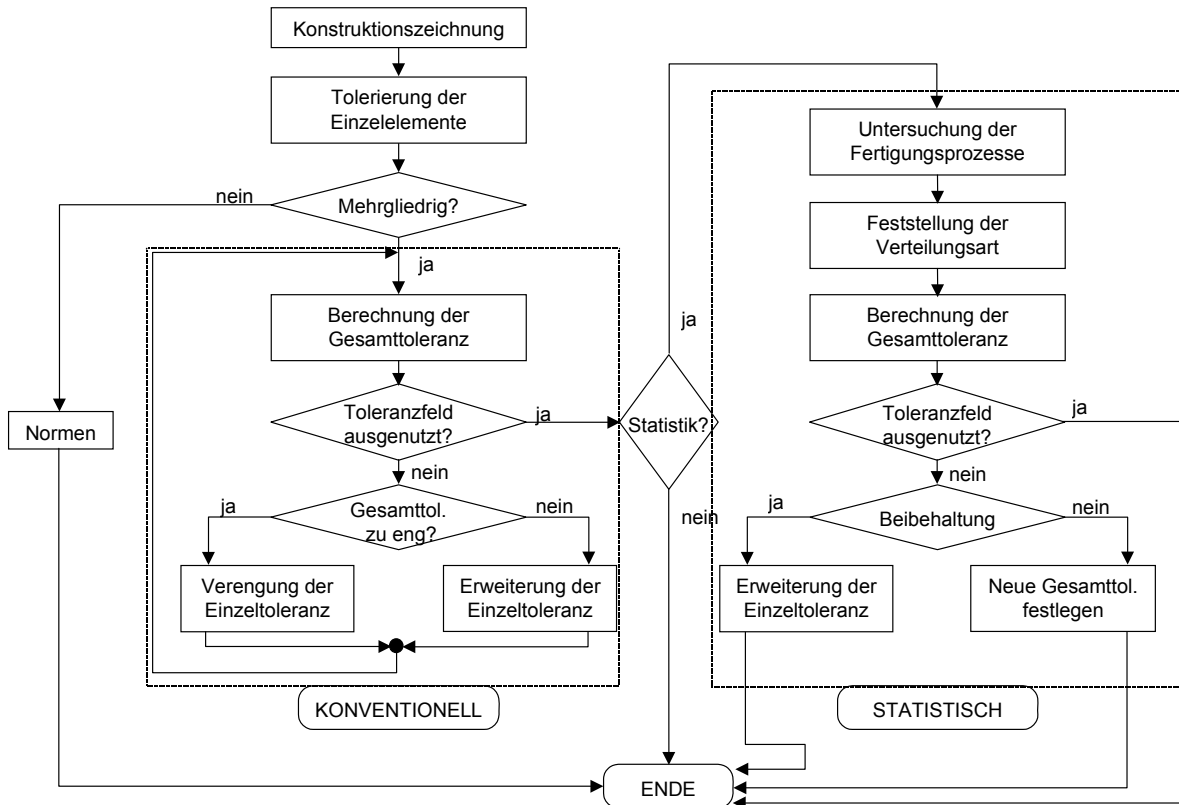 Konstruktionszeichnung
Tolerierung der
Einzelelemente
nein
Mehrgliedrig?
ja
Berechnung der
Gesamttoleranz
Toleranzfeld
ausgenutzt?
ja
nein
Normen
ja
Gesamttol.
zu eng?
nein
Verengung der
Einzeltoleranz
Erweiterung der
Einzeltoleranz
KONVENTIONELL
ja
Statistik?
nein
Untersuchung der
Fertigungsprozesse
Feststellung der
Verteilungsart
Berechnung der
Gesamttoleranz
Toleranzfeld
ausgenutzt?
ja
nein
ja
Beibehaltung
nein
Erweiterung der
Einzeltoleranz
Neue Gesamttol.
festlegen
STATISTISCH
ENDE